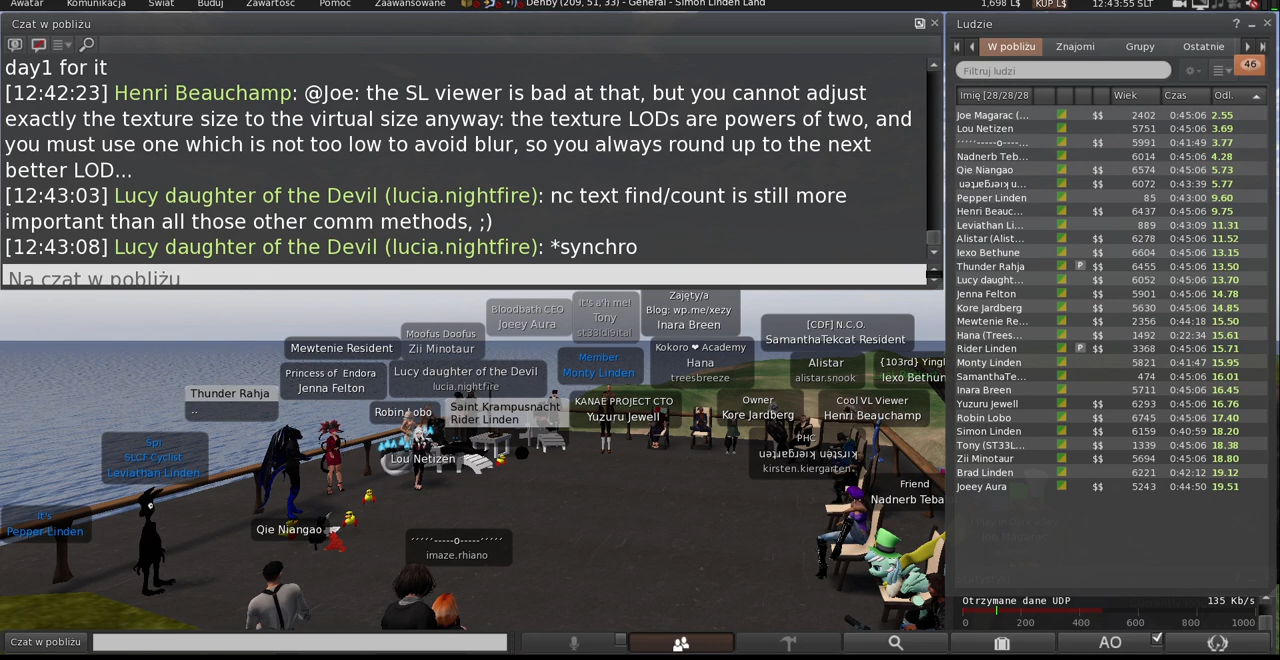 Awatar Komunikacja Świat Buduj Zawartość Pomoc Zaawansowane Denby (209, 51, 33) - General - Simon Linden Land 1,698 L$ KUP L$ 12:43:55 SLT
Czat w pobliżu
day1 for it
[12:42:23] Henri Beauchamp: @Joe: the SL viewer is bad at that, but you cannot adjust
exactly the texture size to the virtual size anyway: the texture LODs are powers of two, and
you must use one which is not too low to avoid blur, so you always round up to the next
better LOD...
[12:43:03] Lucy daughter of the Devil (lucia.nightfire): nc text find/count is still more
important than all those other comm methods, ;)
[12:43:08] Lucy daughter of the Devil (lucia.nightfire): *synchro
Na czat w pobliżu
Bloodbath CEO
Joeey Aura
It's a'h me!
Tony
st33ldi9ital
Zajęty/a
Blog: wp.me/xezy
Inara Breen
[CDF] N.C.O.
SamanthaTekcat Resident
Moofus Doofus
Zii Minotaur
Mewtenie Resident
Member
Monty Linden
Kokoro ❤ Academy
Hana
treesbreeze
Alistar
alistar.snook
{103rd} Yingl
Iexo Bethun
Princess of Endora
Jenna Felton
Lucy daughter of the Devil
lucia.nightfire
Thunder Rahja
..
Robin Lobo
Saint Krampusnacht
Rider Linden
KANAE PROJECT CTO
Yuzuru Jewell
Owner
Kore Jardberg
Cool VL Viewer
Henri Beauchamp
Spi
SLCF Cyclist
Leviathan Linden
Lou Netizen
PHC
kirsten.kiergarten
Friend
Nadnerb Teba
It's
Pepper Linden
Qie Niangao
´´´´´-----o-----´´´´´
imaze.rhiano
Czat w pobliżu
Ludzie
W pobliżu Znajomi Grupy Ostatnie
Filtruj ludzi
46
Imię [28/28/28 Wiek Czas Odl.
Joe Magarac (... $$ 2402 0:45:06 2.55
Lou Netizen 5751 0:45:06 3.69
´´´´´-----o----... $$ 5991 0:41:49 3.77
Nadnerb Teb... 6014 0:45:06 4.28
Qie Niangao $$ 6574 0:45:06 5.73
$$ 6072 0:43:39 5.77
Pepper Linden 85 0:43:00 9.60
Henri Beauc... $$ 6437 0:45:06 9.75
Leviathan Li... 889 0:43:09 11.31
Alistar (Alist... $$ 6278 0:45:06 11.52
Iexo Bethune $$ 6604 0:45:06 13.15
Thunder Rahja P $$ 6455 0:45:06 13.50
Lucy daught... $$ 6052 0:45:06 13.70
Jenna Felton $$ 5901 0:45:06 14.78
Kore Jardberg $$ 5630 0:45:06 14.85
Mewtenie Re... $$ 2356 0:44:18 15.50
Hana (Trees... $$ 1492 0:22:34 15.61
Rider Linden P $$ 3368 0:45:06 15.71
Monty Linden 5821 0:41:47 15.95
SamanthaTe... $$ 474 0:45:06 16.01
Inara Breen $$ 5711 0:45:06 16.45
Yuzuru Jewell $$ 6293 0:45:06 16.76
Robin Lobo $$ 6745 0:45:06 17.40
Simon Linden $$ 6159 0:40:59 18.20
Tony (ST33L... $$ 1339 0:45:06 18.38
Zii Minotaur $$ 5694 0:45:06 18.80
Brad Linden 6221 0:42:12 19.12
Joeey Aura $$ 5243 0:44:50 19.51
Otrzymane dane UDP 135 Kb/s
0 200 400 600 800 1000
AO